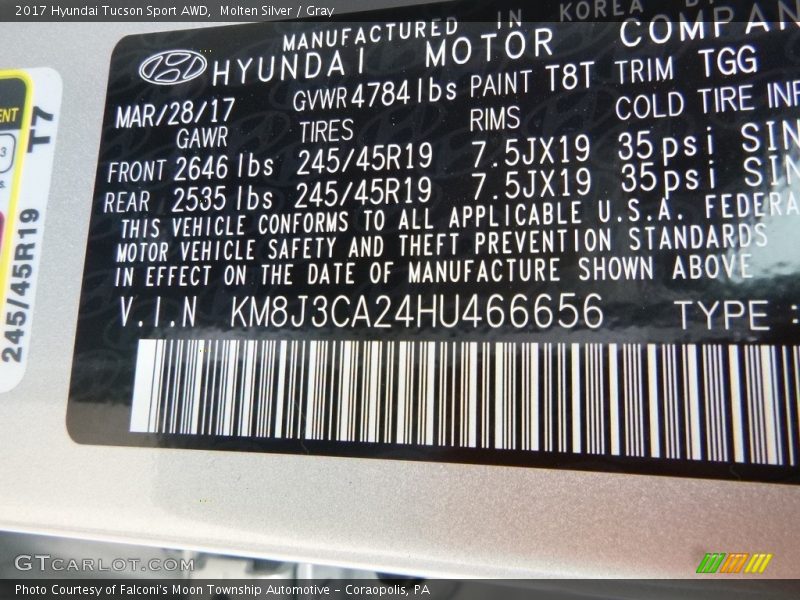 2017 Hyundai Tucson Sport AWD,  Molten Silver / Gray
MANUFACTURED IN KOREA
HYUNDAI MOTOR COMPAN
MAR/28/17 GVWR 4784 lbs PAINT T8T TRIM TGG
GAWR TIRES RIMS COLD TIRE INF
FRONT 2646 lbs 245/45R19 7.5JX19 35psi SIN
REAR 2535 lbs 245/45R19 7.5JX19 35psi SIN
THIS VEHICLE CONFORMS TO ALL APPLICABLE U.S.A. FEDERA
MOTOR VEHICLE SAFETY AND THEFT PREVENTION STANDARDS
IN EFFECT ON THE DATE OF MANUFACTURE SHOWN ABOVE
V.I.N KM8J3CA24HU466656 TYPE :
ENT
3
S.
T7
245/45R19
GTCARLOT.COM
Photo Courtesy of Falconi's Moon Township Automotive – Coraopolis, PA